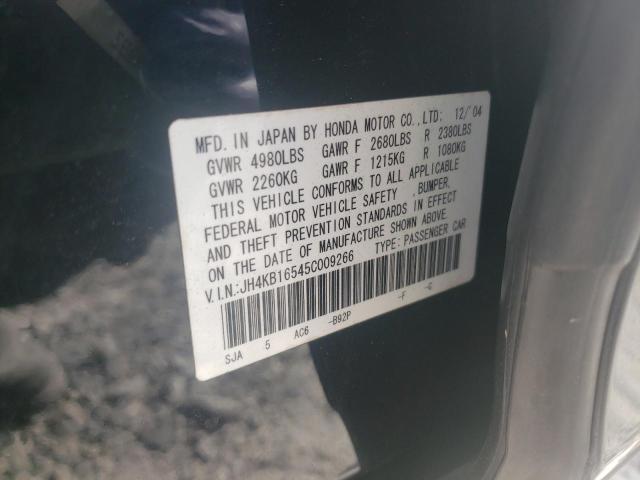 MFD. IN JAPAN BY HONDA MOTOR CO.,LTD: 12/'04
GVWR 4980LBS GAWR F 2680LBS R 2380LBS
GVWR 2260KG GAWR F 1215KG R 1080KG
THIS VEHICLE CONFORMS TO ALL APPLICABLE
FEDERAL MOTOR VEHICLE SAFETY ,BUMPER,
AND THEFT PREVENTION STANDARDS IN EFFECT
ON THE DATE OF MANUFACTURE SHOWN ABOVE.
V.I.N.:JH4KB16545C009266 TYPE: PASSENGER CAR
SJA 5 AC6 -B92P -F -G